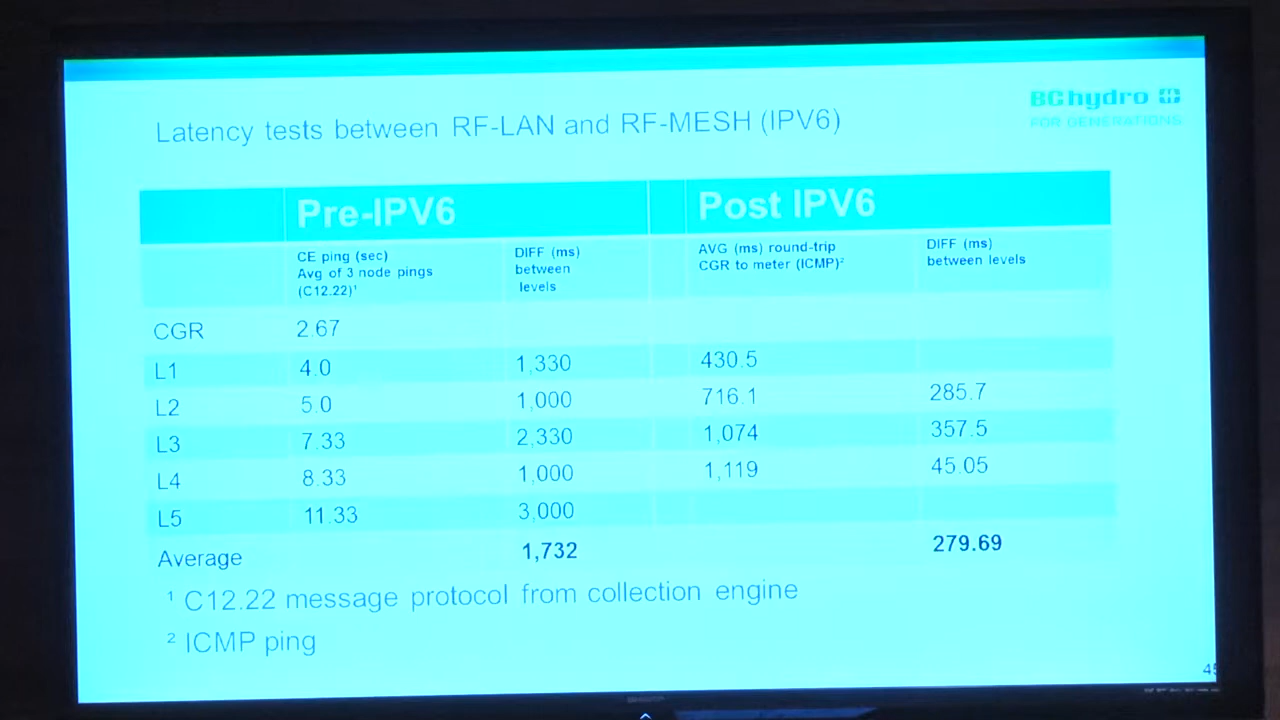 BChydro
FOR GENERATIONS
Latency tests between RF-LAN and RF-MESH (IPV6)
Pre-IPV6 Post IPV6
CE ping (sec) Avg of 3 node pings (C12.22)¹ DIFF (ms) between levels AVG (ms) round-trip CGR to meter (ICMP)² DIFF (ms) between levels
CGR 2.67
L1 4.0 1,330 430.5
L2 5.0 1,000 716.1 285.7
L3 7.33 2,330 1,074 357.5
L4 8.33 1,000 1,119 45.05
L5 11.33 3,000
Average 1,732 279.69
¹ C12.22 message protocol from collection engine
² ICMP ping